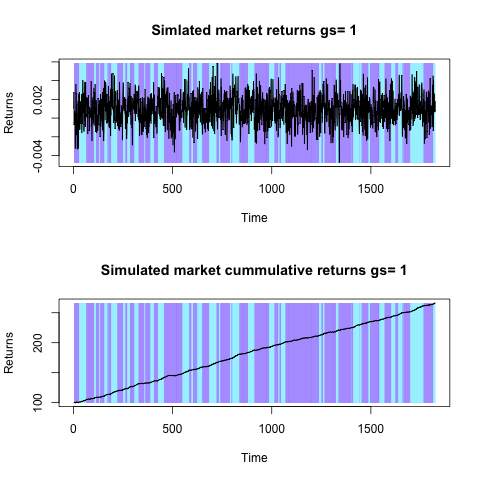 Simlated market returns gs= 1
Returns
0.002
-0.004
0
500
1000
1500
Time
Simulated market cummulative returns gs= 1
Returns
200
100
0
500
1000
1500
Time